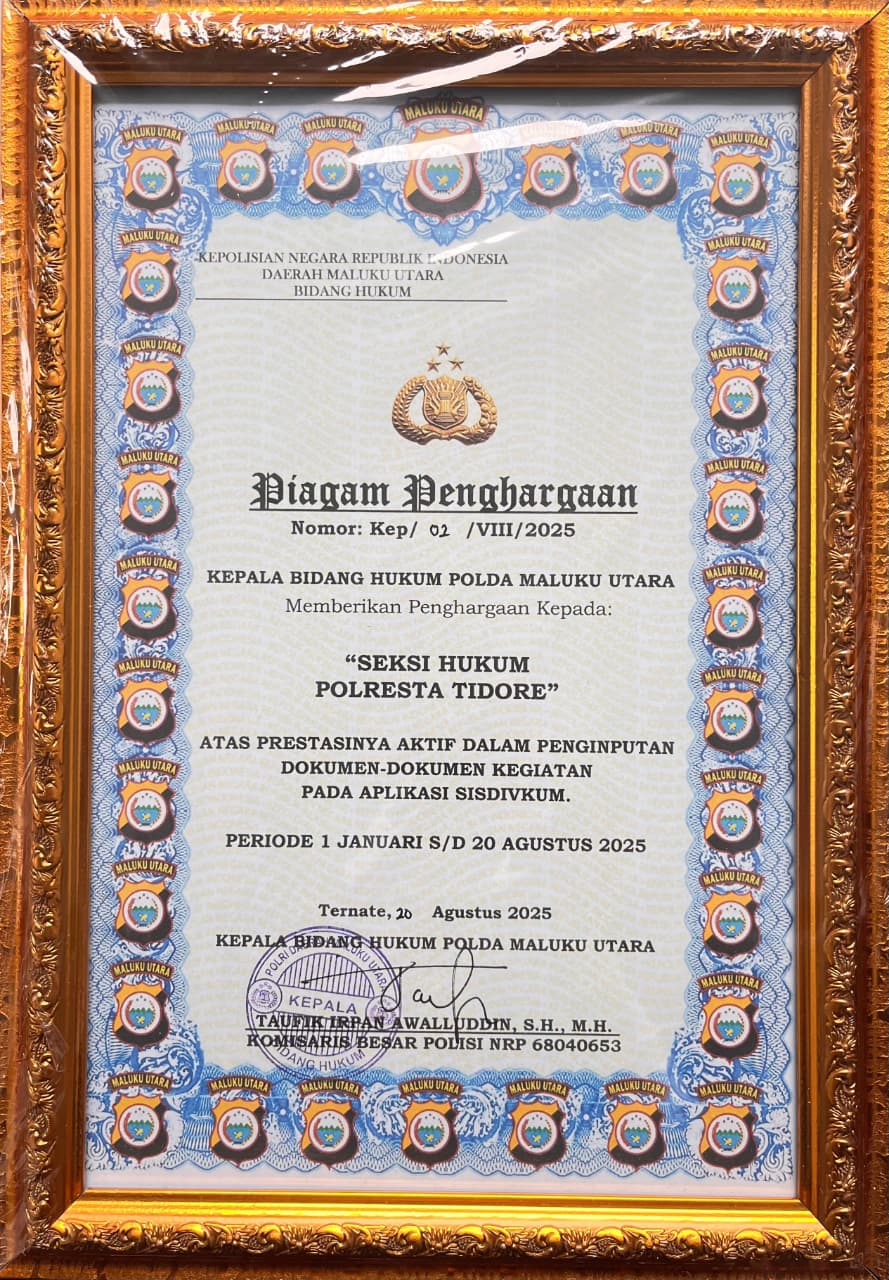 MALUKU UTARA
KEPOLISIAN NEGARA REPUBLIK INDONESIA
DAERAH MALUKU UTARA
BIDANG HUKUM
Piagam Penghargaan
Nomor: Kep/ 02 /VIII/2025
KEPALA BIDANG HUKUM POLDA MALUKU UTARA
Memberikan Penghargaan Kepada:
“SEKSI HUKUM
POLRESTA TIDORE”
ATAS PRESTASINYA AKTIF DALAM PENGINPUTAN
DOKUMEN-DOKUMEN KEGIATAN
PADA APLIKASI SISDIVKUM.
PERIODE 1 JANUARI S/D 20 AGUSTUS 2025
Ternate, 20 Agustus 2025
KEPALA BIDANG HUKUM POLDA MALUKU UTARA
KEPALA
BIDANG HUKUM
TAUFIK IRPAN AWALLUDDIN, S.H., M.H.
KOMISARIS BESAR POLISI NRP 68040653